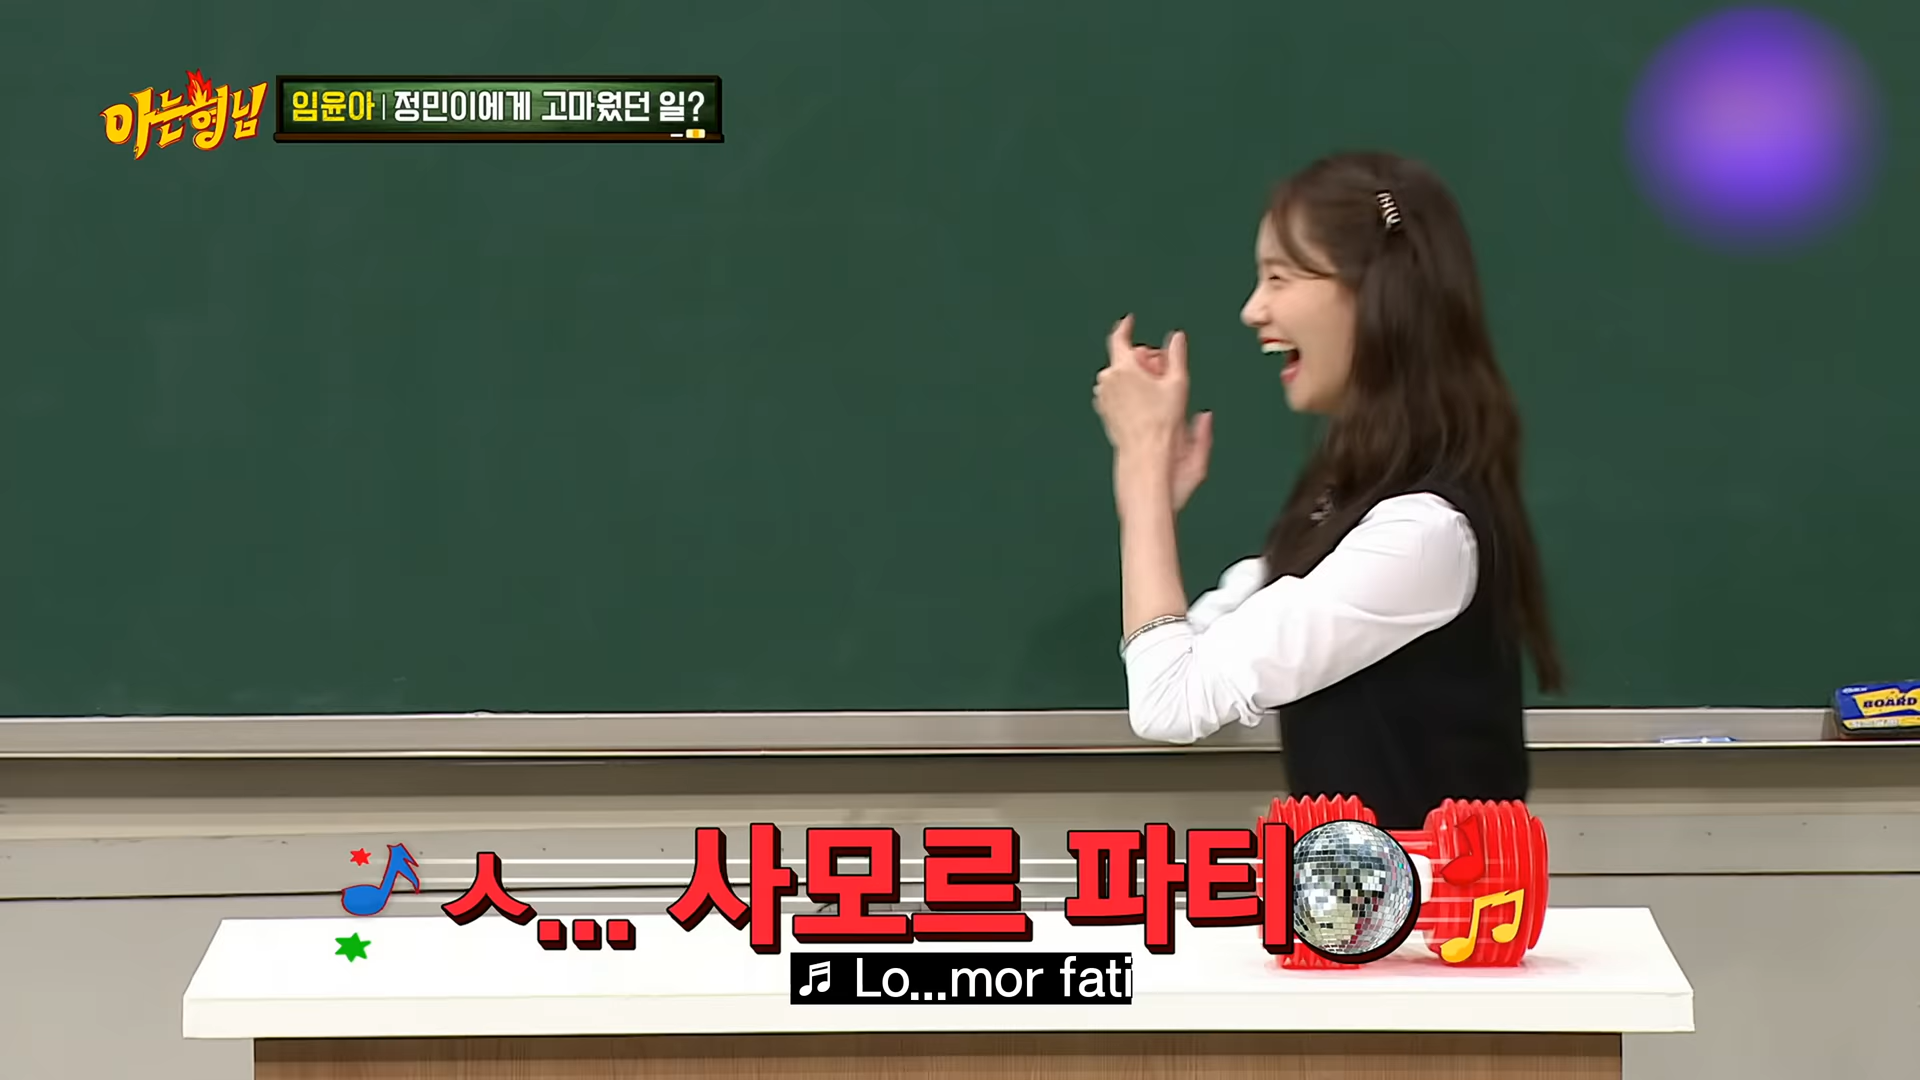 아는형님
임윤아 | 정민이에게 고마웠던 일?
BOARD
ㅅ... 사모르 파티
♬ Lo...mor fati